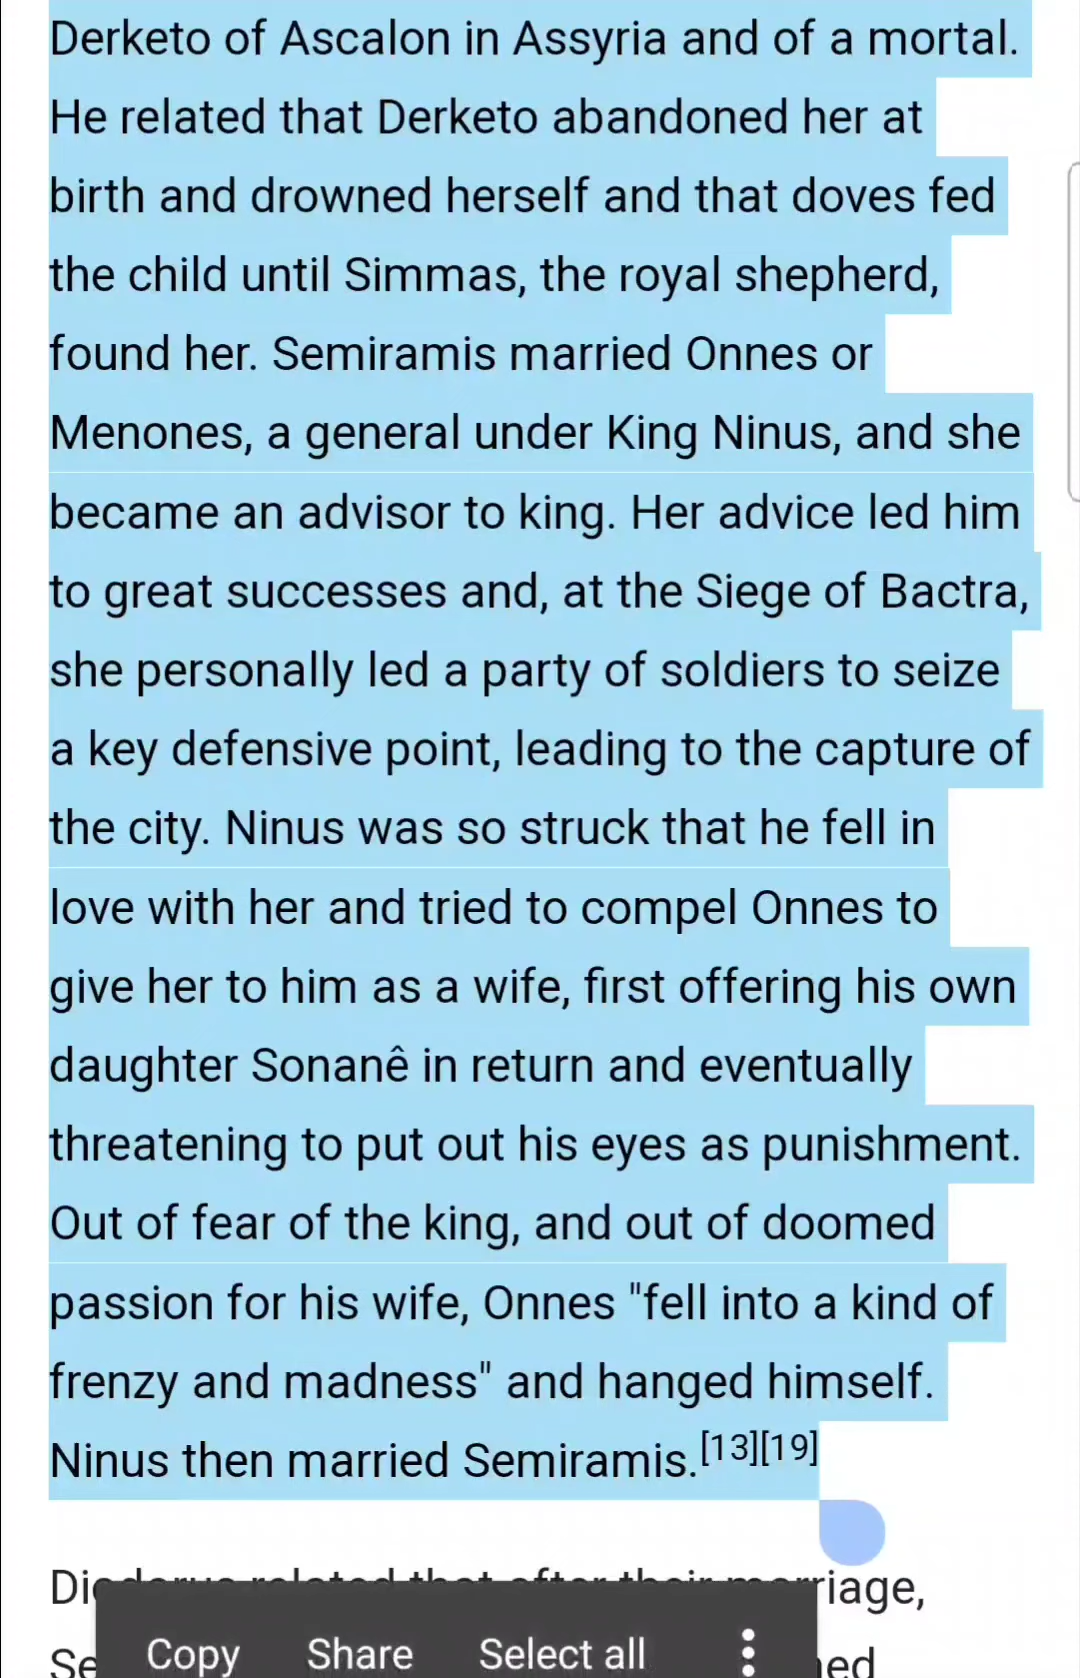 Derketo of Ascalon in Assyria and of a mortal.
He related that Derketo abandoned her at
birth and drowned herself and that doves fed
the child until Simmas, the royal shepherd,
found her. Semiramis married Onnes or
Menones, a general under King Ninus, and she
became an advisor to king. Her advice led him
to great successes and, at the Siege of Bactra,
she personally led a party of soldiers to seize
a key defensive point, leading to the capture of
the city. Ninus was so struck that he fell in
love with her and tried to compel Onnes to
give her to him as a wife, first offering his own
daughter Sonanê in return and eventually
threatening to put out his eyes as punishment.
Out of fear of the king, and out of doomed
passion for his wife, Onnes "fell into a kind of
frenzy and madness" and hanged himself.
Ninus then married Semiramis.[13][19]
Diodorus related that after their marriage,
Copy Share Select all